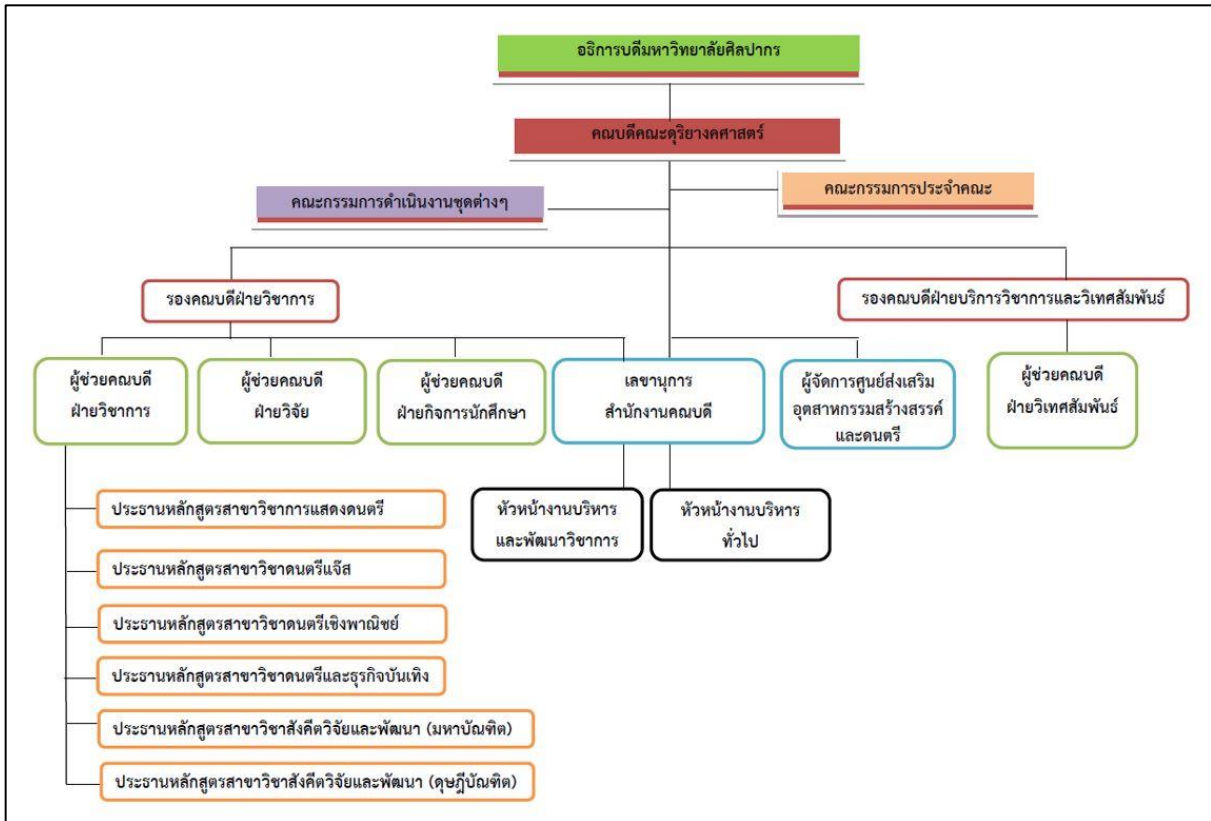 อธิการบดีมหาวิทยาลัยศิลปากร
คณบดีคณะดุริยางคศาสตร์
คณะกรรมการประจำคณะ
คณะกรรมการดำเนินงานชุดต่างๆ
รองคณบดีฝ่ายวิชาการ
รองคณบดีฝ่ายบริการวิชาการและวิเทศสัมพันธ์
ผู้ช่วยคณบดี
ฝ่ายวิชาการ
ผู้ช่วยคณบดี
ฝ่ายวิจัย
ผู้ช่วยคณบดี
ฝ่ายกิจการนักศึกษา
เลขานุการ
สำนักงานคณบดี
ผู้จัดการศูนย์ส่งเสริม
อุตสาหกรรมสร้างสรรค์
และดนตรี
ผู้ช่วยคณบดี
ฝ่ายวิเทศสัมพันธ์
หัวหน้างานบริหาร
และพัฒนาวิชาการ
หัวหน้างานบริหาร
ทั่วไป
ประธานหลักสูตรสาขาวิชาการแสดงดนตรี
ประธานหลักสูตรสาขาวิชาดนตรีแจ๊ส
ประธานหลักสูตรสาขาวิชาดนตรีเชิงพาณิชย์
ประธานหลักสูตรสาขาวิชาดนตรีและธุรกิจบันเทิง
ประธานหลักสูตรสาขาวิชาสังคีตวิจัยและพัฒนา (มหาบัณฑิต)
ประธานหลักสูตรสาขาวิชาสังคีตวิจัยและพัฒนา (ดุษฎีบัณฑิต)